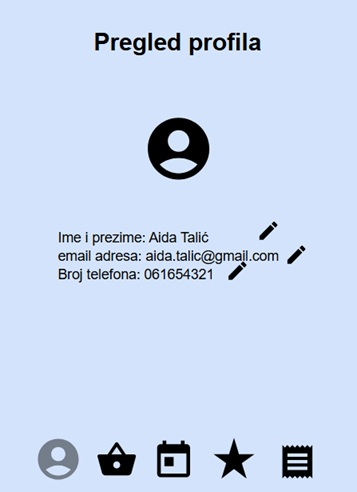 Pregled profila
Ime i prezime: Aida Talić
email adresa: aida.talic@gmail.com
Broj telefona: 061654321